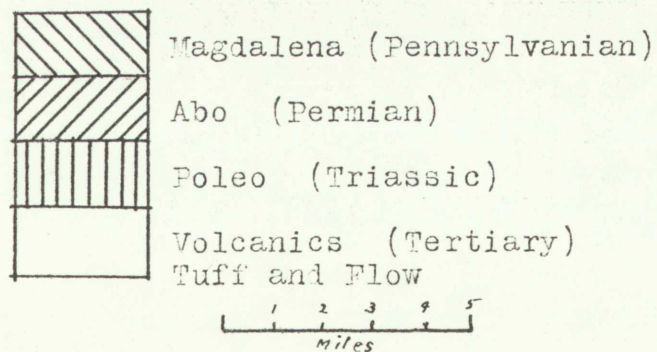 Magdalena (Pennsylvanian)
Abo (Permian)
Poleo (Triassic)
Volcanics (Tertiary)
Tuff and Flow
1 2 3 4 5
Miles